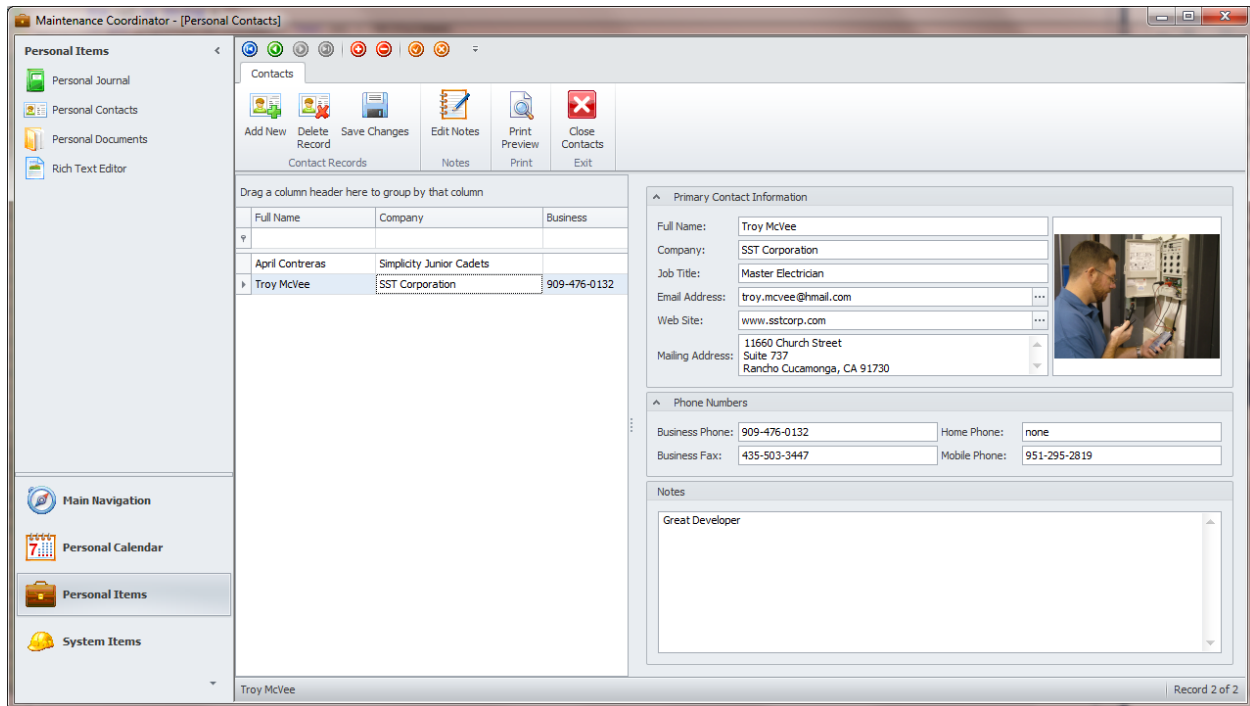 Maintenance Coordinator - [Personal Contacts]
Personal Items
Personal Journal
Personal Contacts
Personal Documents
Rich Text Editor
Main Navigation
7
Personal Calendar
Personal Items
System Items
Contacts
Add New
Delete Record
Save Changes
Edit Notes
Print Preview
Close Contacts
Contact Records
Notes
Print
Exit
Drag a column header here to group by that column
Full Name Company Business
April Contreras Simplicity Junior Cadets
Troy McVee SST Corporation 909-476-0132
Primary Contact Information
Full Name: Troy McVee
Company: SST Corporation
Job Title: Master Electrician
Email Address: troy.mcvee@hmail.com ...
Web Site: www.sstcorp.com ...
Mailing Address: 11660 Church Street
Suite 737
Rancho Cucamonga, CA 91730
Phone Numbers
Business Phone: 909-476-0132 Home Phone: none
Business Fax: 435-503-3447 Mobile Phone: 951-295-2819
Notes
Great Developer
Troy McVee
Record 2 of 2